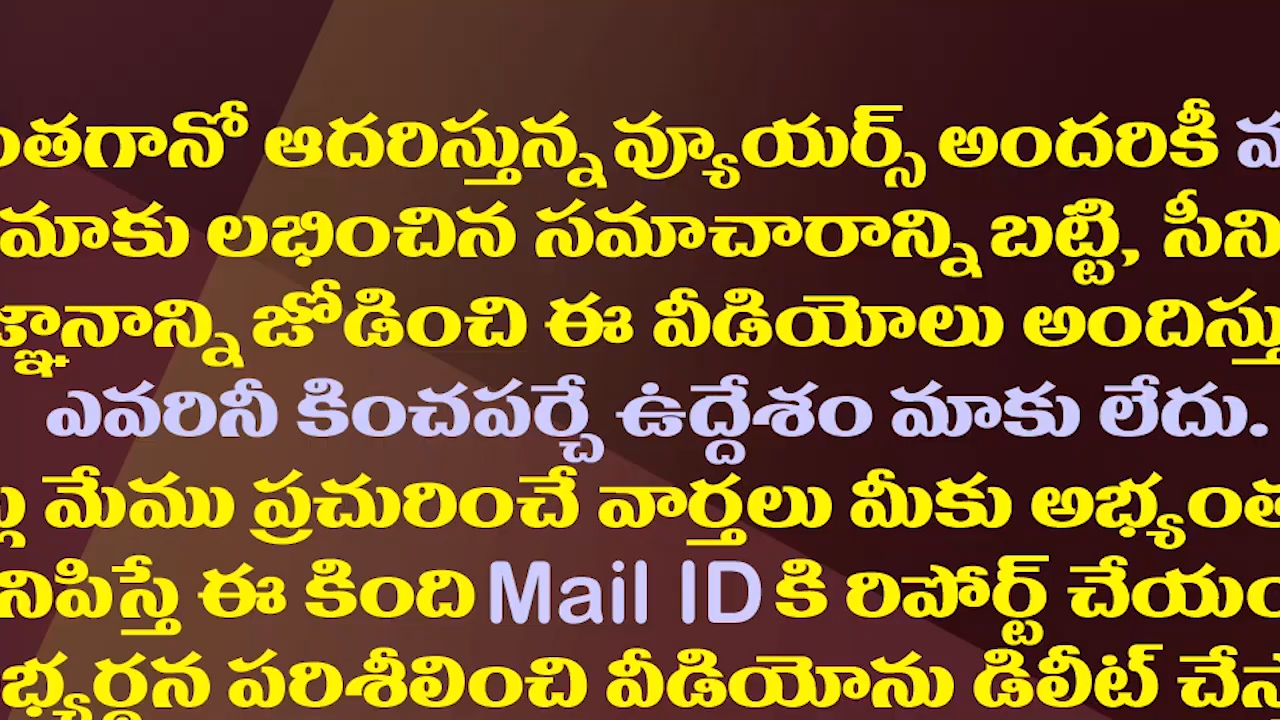 ంతగానో ఆదరిస్తున్న వ్యూయర్స్ అందరికీ
మాకు లభించిన సమాచారాన్ని బట్టి, సీని
జ్ఞానాన్ని జోడించి ఈ వీడియోలు అందిస్తు
ఎవరినీ కించపర్చే ఉద్దేశం మాకు లేదు.
ల్లు మేము ప్రచురించే వార్తలు మీకు అభ్యంత
నిపిస్తే ఈ కింది Mail ID కి రిపోర్ట్ చేయం
భ్యర్థన పరిశీలించి వీడియోను డిలీట్ చేస